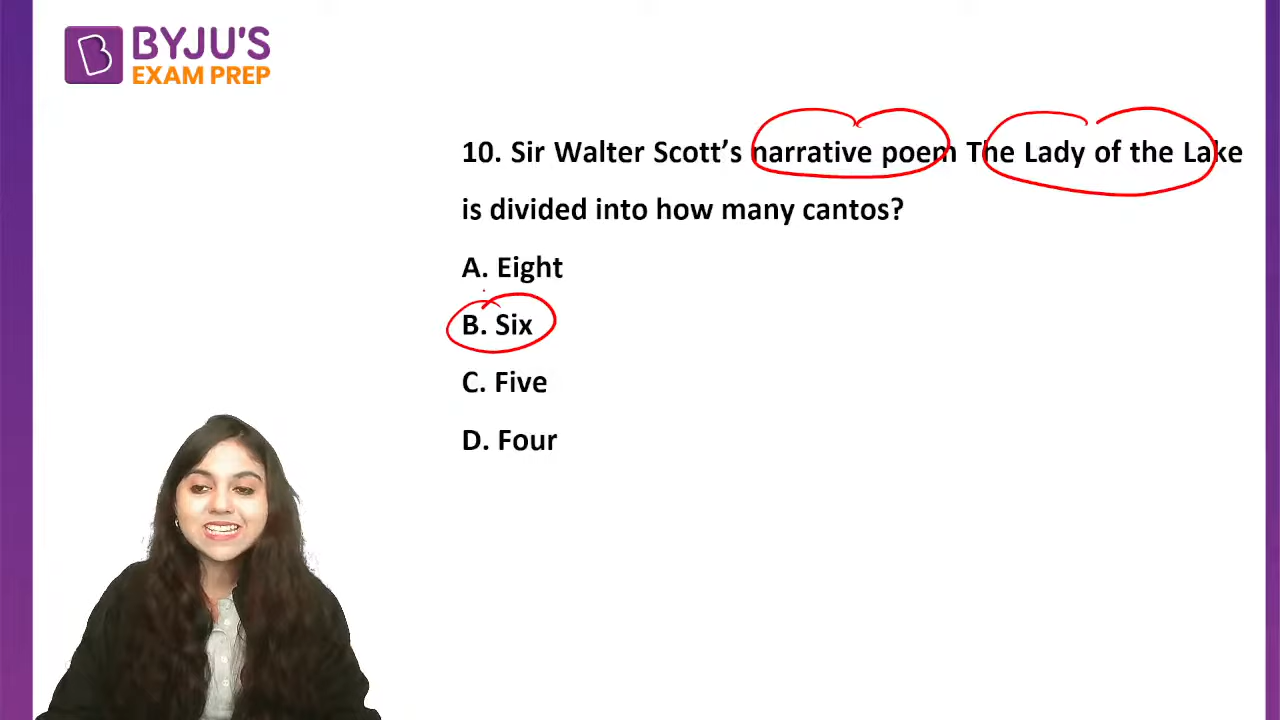 BYJU'S
EXAM PREP
10. Sir Walter Scott’s narrative poem The Lady of the Lake
is divided into how many cantos?
A. Eight
B. Six
C. Five
D. Four